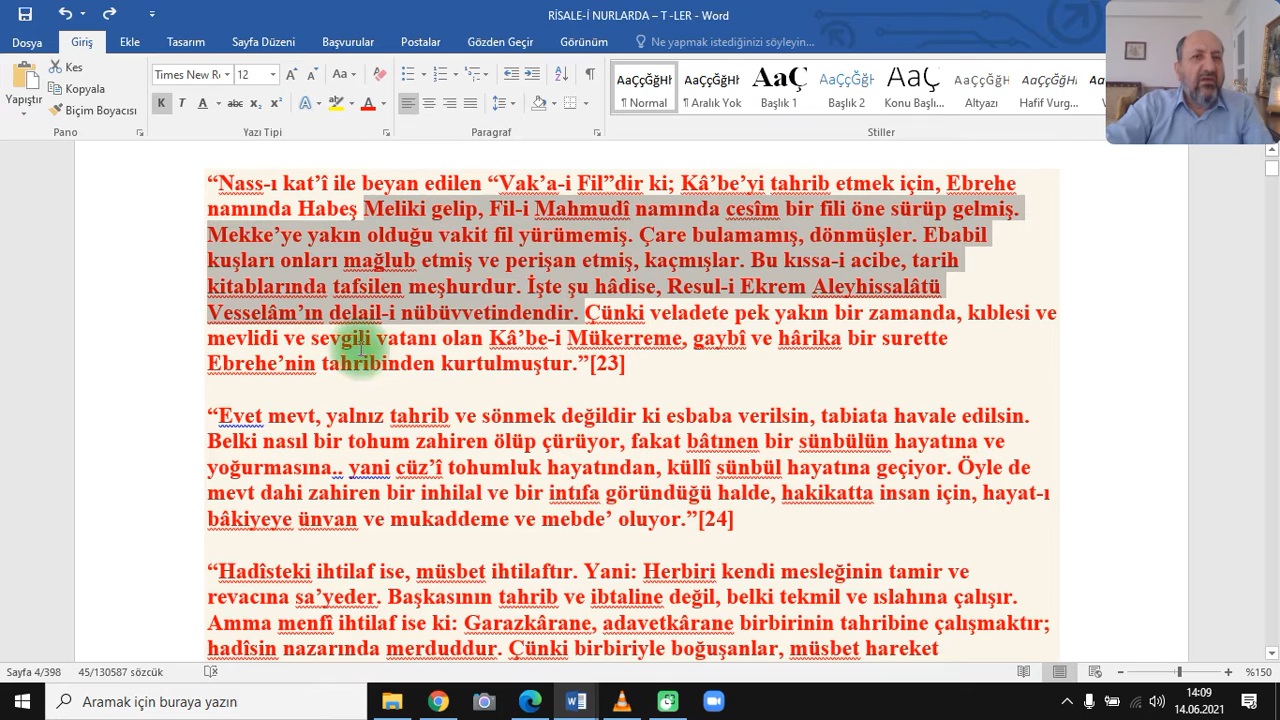 RİSALE-İ NURLARDA – T -LER - Word
Dosya Giriş Ekle Tasarım Sayfa Düzeni Başvurular Postalar Gözden Geçir Görünüm Ne yapmak istediğinizi söyleyin...
Yapıştır
Kes
Kopyala
Biçim Boyacısı
Pano
Times New Ro 12
K T A abc x₂ x²
Yazı Tipi
Paragraf
AaÇçĞğHł AaÇçĞğHł AaÇ AaÇçĞğ AaÇ AaÇçĞğH AaÇçĞğHł
¶ Normal ¶ Aralık Yok Başlık 1 Başlık 2 Konu Başlı... Altyazı Hafif Vurg...
Stiller
“Nass-ı kat’î ile beyan edilen “Vak’a-i Fil”dir ki; Kâ’be’yi tahrib etmek için, Ebrehe
namında Habeş Meliki gelip, Fil-i Mahmudî namında cesîm bir fili öne sürüp gelmiş.
Mekke’ye yakın olduğu vakit fil yürümemiş. Çare bulamamış, dönmüşler. Ebabil
kuşları onları mağlub etmiş ve perişan etmiş, kaçmışlar. Bu kıssa-i acibe, tarih
kitablarında tafsilen meşhurdur. İşte şu hâdise, Resul-i Ekrem Aleyhissalâtü
Vesselâm’ın delail-i nübüvvetindendir. Çünki veladete pek yakın bir zamanda, kıblesi ve
mevlidi ve sevgili vatanı olan Kâ’be-i Mükerreme, gaybî ve hârika bir surette
Ebrehe’nin tahribinden kurtulmuştur.”[23]
“Evet mevt, yalnız tahrib ve sönmek değildir ki esbaba verilsin, tabiata havale edilsin.
Belki nasıl bir tohum zahiren ölüp çürüyor, fakat bâtınen bir sünbülün hayatına ve
yoğurmasına.. yani cüz’î tohumluk hayatından, küllî sünbül hayatına geçiyor. Öyle de
mevt dahi zahiren bir inhilal ve bir intıfa göründüğü halde, hakikatta insan için, hayat-ı
bâkiyeye ünvan ve mukaddeme ve mebde’ oluyor.”[24]
“Hadîsteki ihtilaf ise, müsbet ihtilaftır. Yani: Herbiri kendi mesleğinin tamir ve
revacına sa’yeder. Başkasının tahrib ve ibtaline değil, belki tekmil ve ıslahına çalışır.
Amma menfî ihtilaf ise ki: Garazkârane, adavetkârane birbirinin tahribine çalışmaktır;
hadîsin nazarında merduddur. Çünki birbiriyle boğuşanlar, müsbet hareket
Sayfa 4/398 45/130587 sözcük %150
Aramak için buraya yazın
14:09
14.06.2021